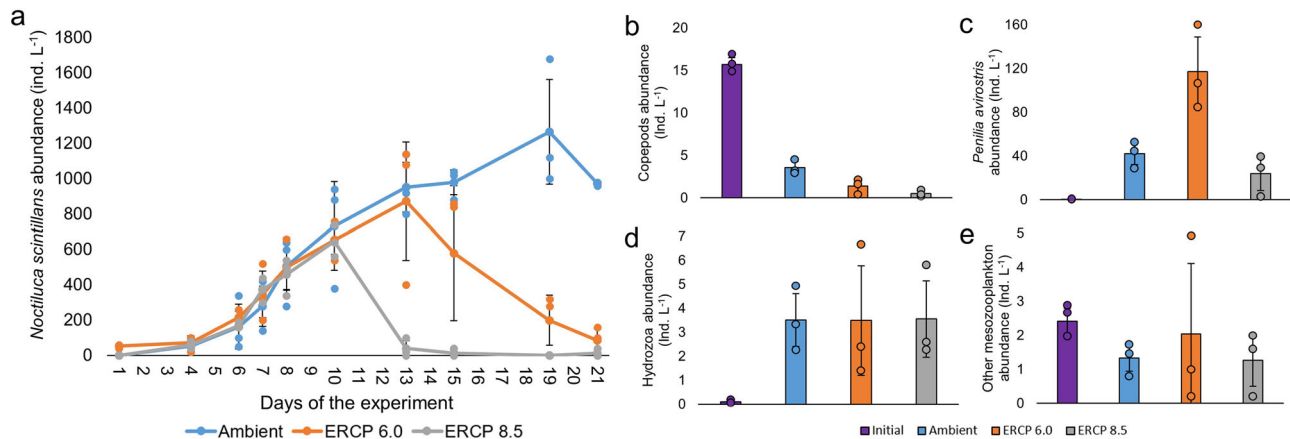 a
Noctiluca scintillans abundance (ind. L-1)
1800
1600
1400
1200
1000
800
600
400
200
0
1 2 3 4 5 6 7 8 9 10 11 12 13 14 15 16 17 18 19 20 21
Days of the experiment
Ambient ERCP 6.0 ERCP 8.5
b
Copepods abundance
(Ind. L-1)
20
15
10
5
0
c
Penilia avirostris
abundance (Ind. L-1)
160
120
80
40
0
d
Hydrozoa abundance
(Ind. L-1)
7
6
5
4
3
2
1
0
e
Other mesozooplankton
abundance (Ind. L-1)
5
4
3
2
1
0
Initial Ambient ERCP 6.0 ERCP 8.5